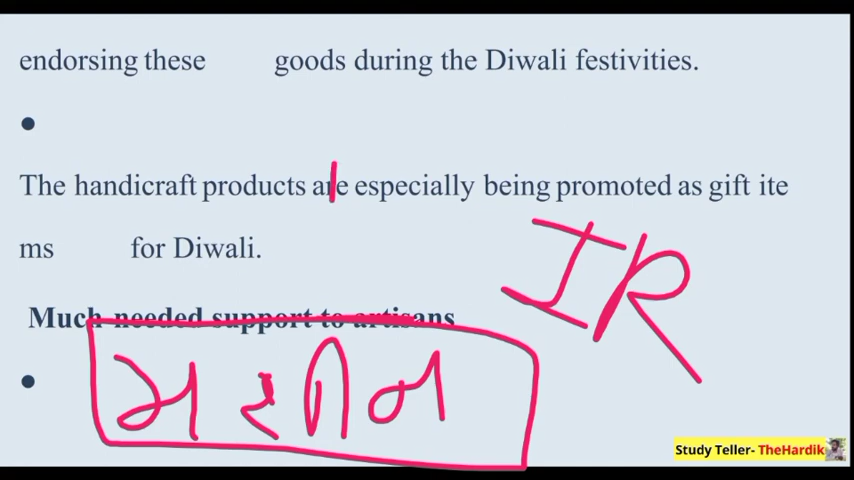 endorsing these goods during the Diwali festivities.
•
The handicraft products are especially being promoted as gift ite
ms for Diwali.
IR
Much needed support to artisans
•
Study Teller- TheHardik